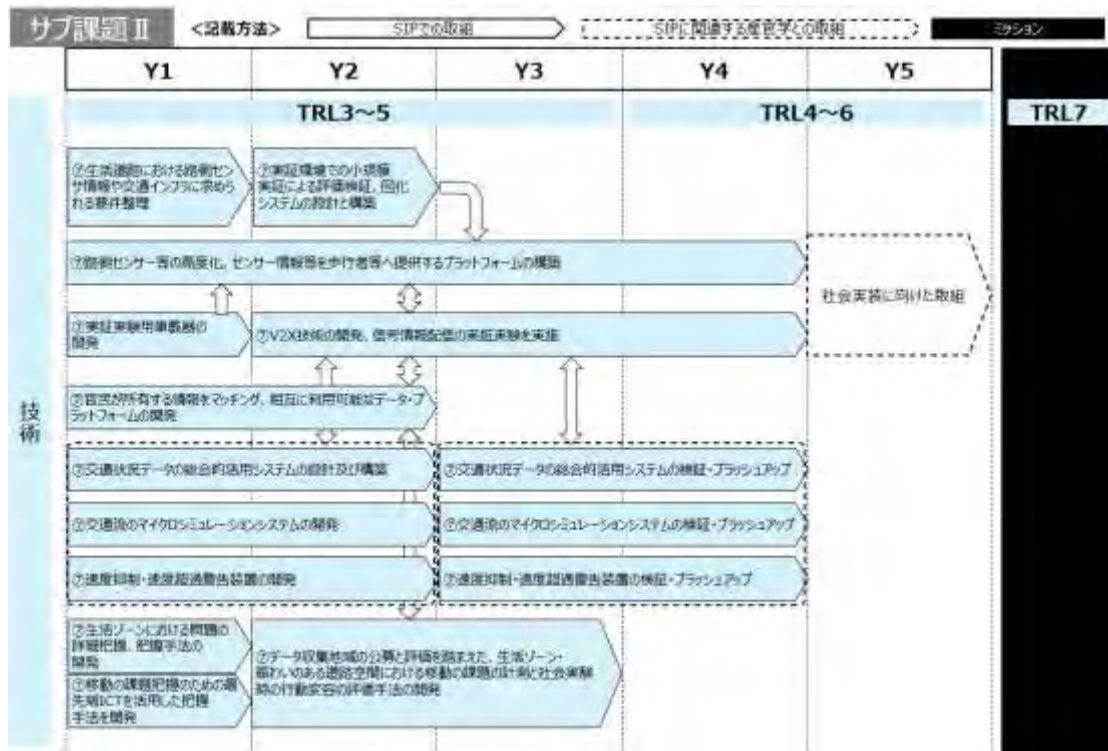 サブ課題Ⅱ
<記載方法>
SIPでの取組
SIPに関連する産官学との取組
ミッション
Y1
Y2
Y3
Y4
Y5
TRL3～5
TRL4～6
TRL7
技術
⑦生活道路における路側セン
サ情報や交通インフラに求めら
れる要件整理
⑦実証環境での小規模
実証による評価検証、
システムの設計と構築
⑦路側センサー等の高度化、センサー情報等を歩行者等へ提供するプラットフォームの構築
社会実装に向けた取組
⑦実証実験用車載器の
開発
⑦V2X技術の開発、信号情報配信の実証実験を実施
⑦官民が所有する情報をマッチング、相互に利用可能なデータ・プ
ラットフォームの開発
⑦交通状況データの総合的活用システムの設計及び構築
⑦交通状況データの総合的活用システムの検証・ブラッシュアップ
⑦交通流のマイクロシミュレーションシステムの開発
⑦交通流のマイクロシミュレーションシステムの検証・ブラッシュアップ
⑦速度抑制・速度超過警告装置の開発
⑦速度抑制・速度超過警告装置の検証・ブラッシュアップ
⑦生活ゾーンにおける問題の
詳細把握、把握手法の
開発
⑦移動の課題把握のための最
先端ICTを活用した把握
手法を開発
⑦データ収集地域の公募と評価を踏まえた、生活ゾーン・
賑わいのある道路空間における移動の課題の計測と社会実験
時の行動変容の評価手法の開発